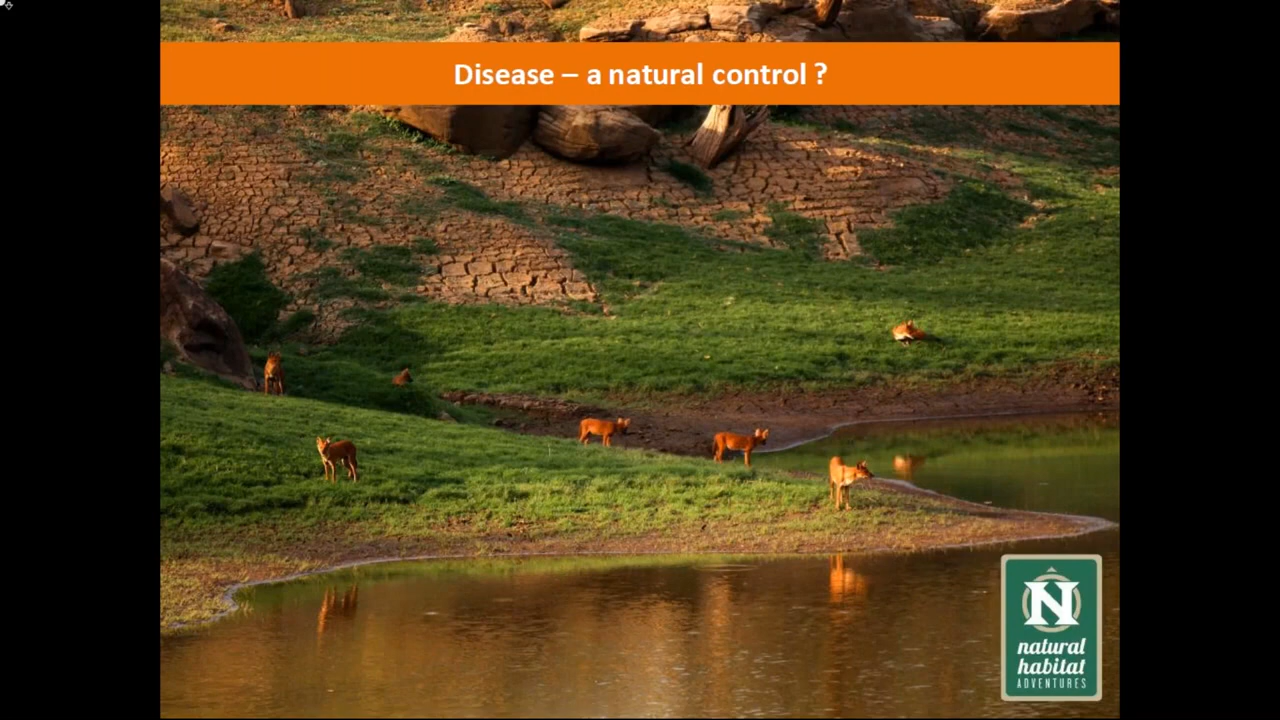 Disease – a natural control ?
N
natural
habitat
ADVENTURES